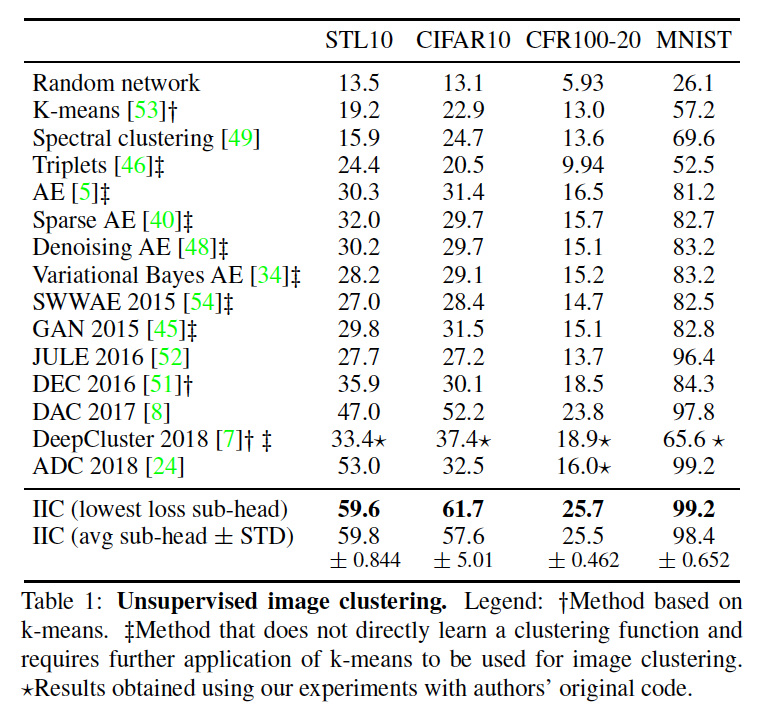 STL10 CIFAR10 CFR100-20 MNIST
Random network 13.5 13.1 5.93 26.1
K-means [53]† 19.2 22.9 13.0 57.2
Spectral clustering [49] 15.9 24.7 13.6 69.6
Triplets [46]‡ 24.4 20.5 9.94 52.5
AE [5]‡ 30.3 31.4 16.5 81.2
Sparse AE [40]‡ 32.0 29.7 15.7 82.7
Denoising AE [48]‡ 30.2 29.7 15.1 83.2
Variational Bayes AE [34]‡ 28.2 29.1 15.2 83.2
SWWAE 2015 [54]‡ 27.0 28.4 14.7 82.5
GAN 2015 [45]‡ 29.8 31.5 15.1 82.8
JULE 2016 [52] 27.7 27.2 13.7 96.4
DEC 2016 [51]† 35.9 30.1 18.5 84.3
DAC 2017 [8] 47.0 52.2 23.8 97.8
DeepCluster 2018 [7]† ‡ 33.4⋆ 37.4⋆ 18.9⋆ 65.6 ⋆
ADC 2018 [24] 53.0 32.5 16.0⋆ 99.2
IIC (lowest loss sub-head) 59.6 61.7 25.7 99.2
IIC (avg sub-head ± STD) 59.8 57.6 25.5 98.4
± 0.844 ± 5.01 ± 0.462 ± 0.652
Table 1: Unsupervised image clustering. Legend: †Method based on
k-means. ‡Method that does not directly learn a clustering function and
requires further application of k-means to be used for image clustering.
⋆Results obtained using our experiments with authors' original code.